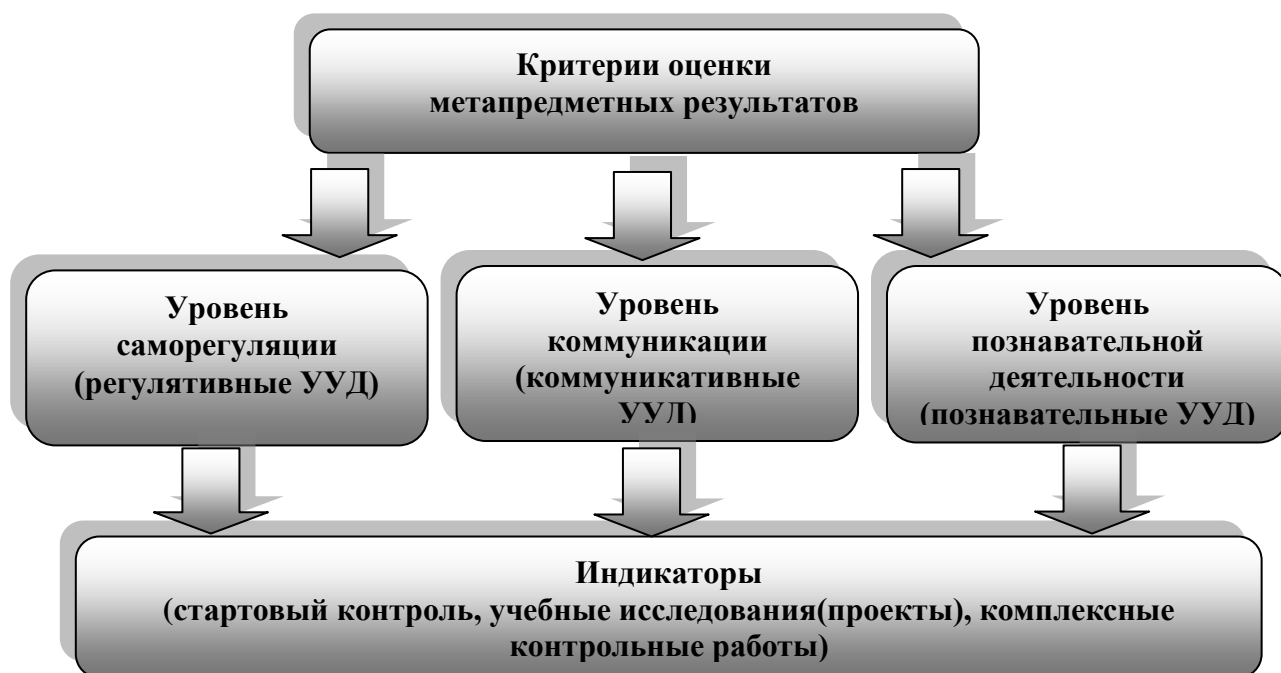 Критерии оценки
метапредметных результатов
Уровень
саморегуляции
(регулятивные УУД)
Уровень
коммуникации
(коммуникативные
УУД)
Уровень
познавательной
деятельности
(познавательные УУД)
Индикаторы
(стартовый контроль, учебные исследования(проекты), комплексные
контрольные работы)